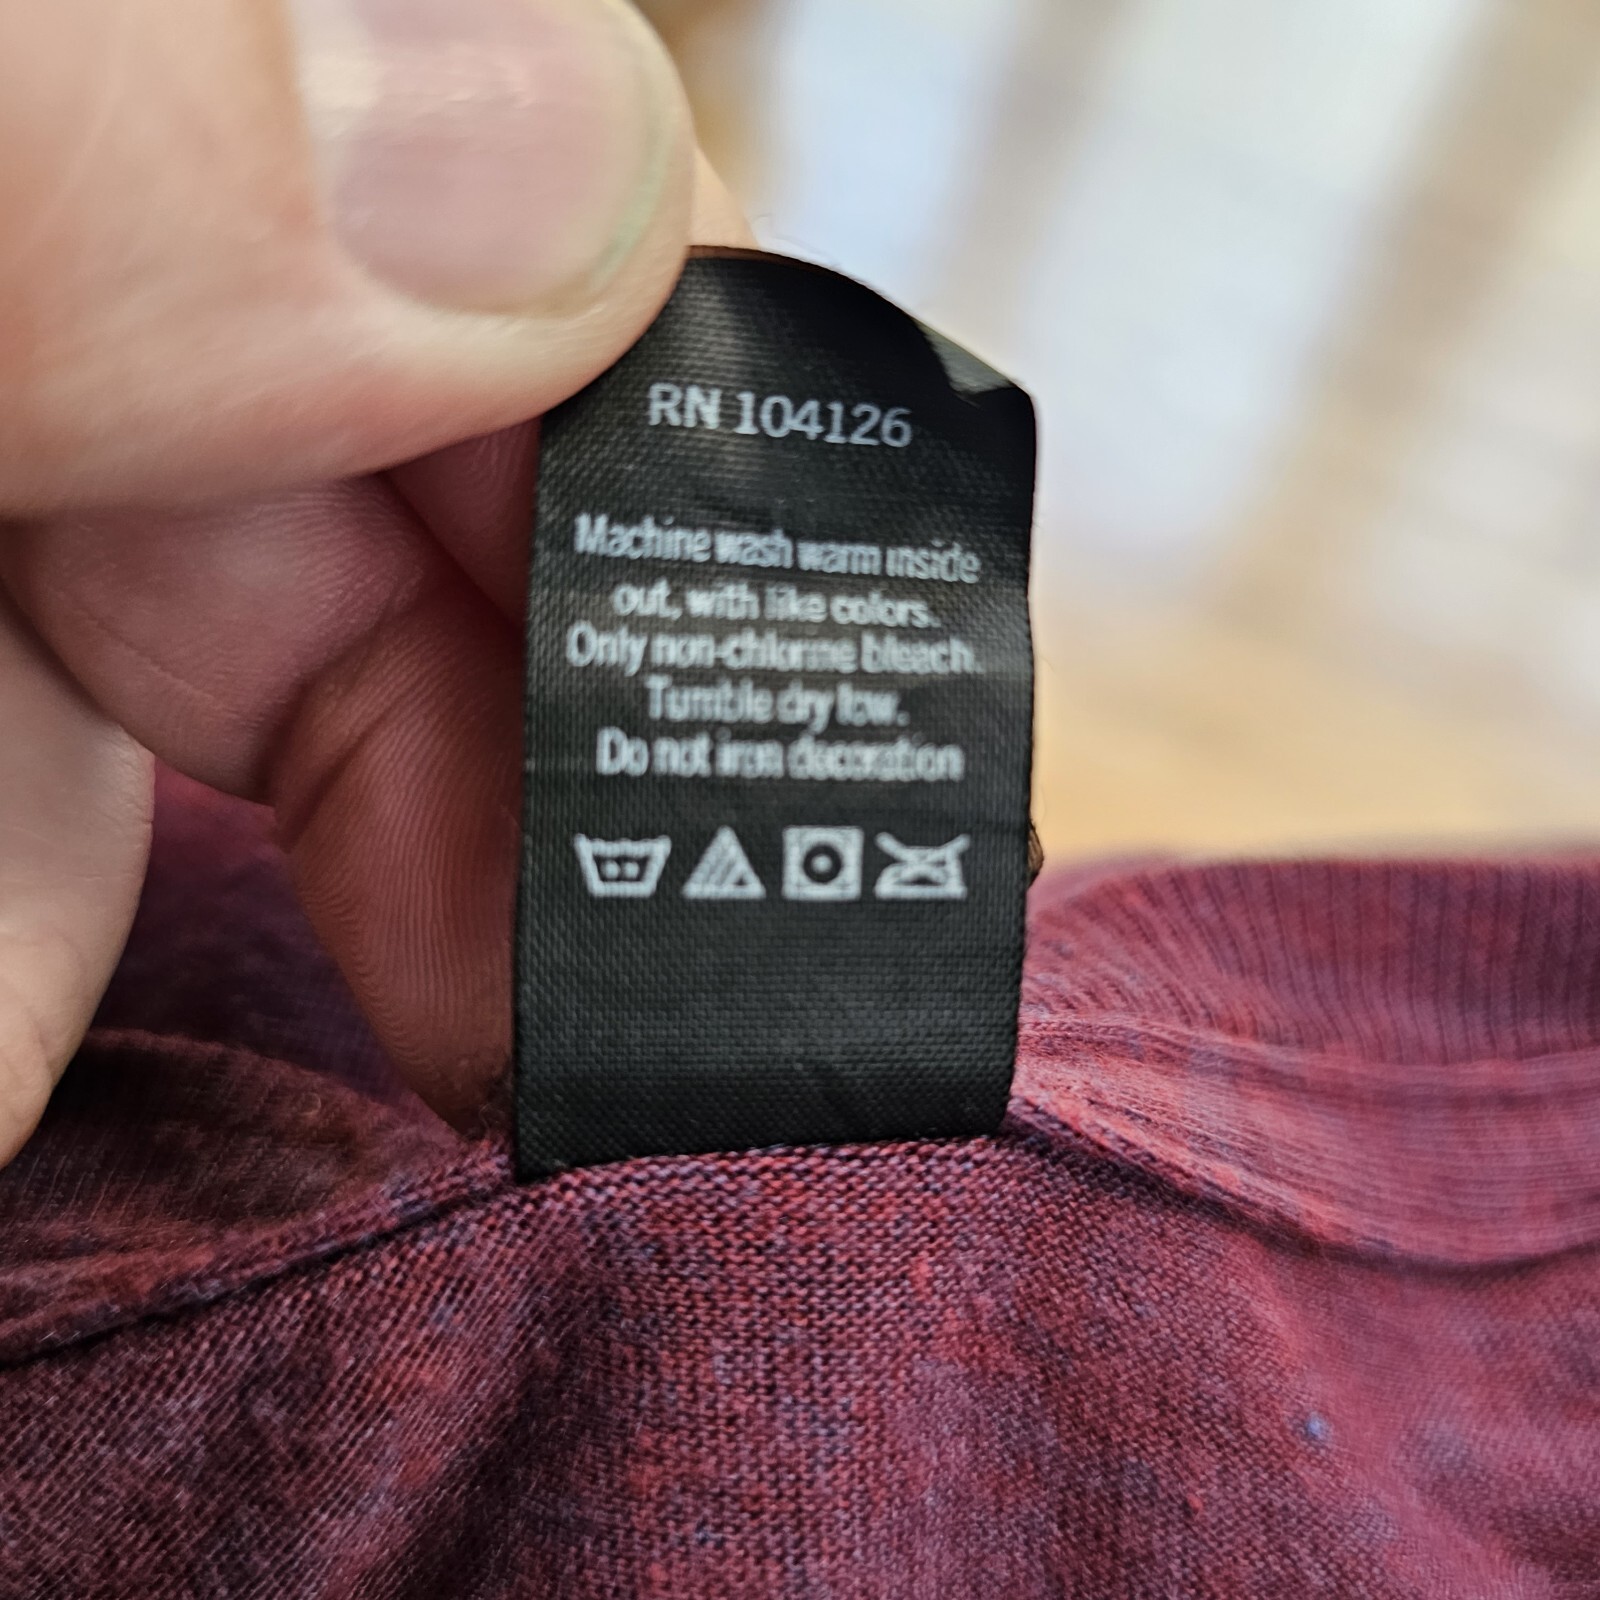 RN 104126
Machine wash warm inside
out, with like colors.
Only non-chlorine bleach.
Tumble dry low.
Do not iron decoration